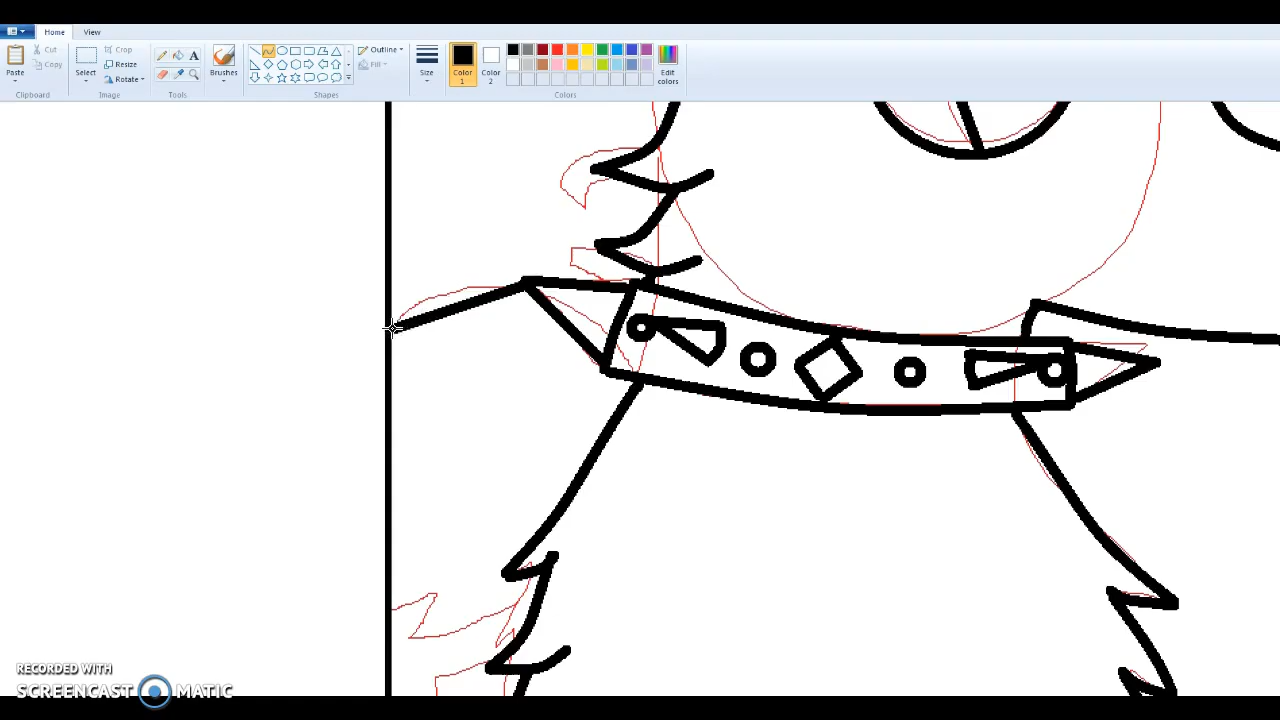 Home View
Paste
Cut
Copy
Clipboard
Select
Crop
Resize
Rotate
Image
A
Tools
Brushes
Shapes
Outline
Fill
Size
Color 1
Color 2
Edit colors
Colors
RECORDED WITH
SCREENCAST MATIC